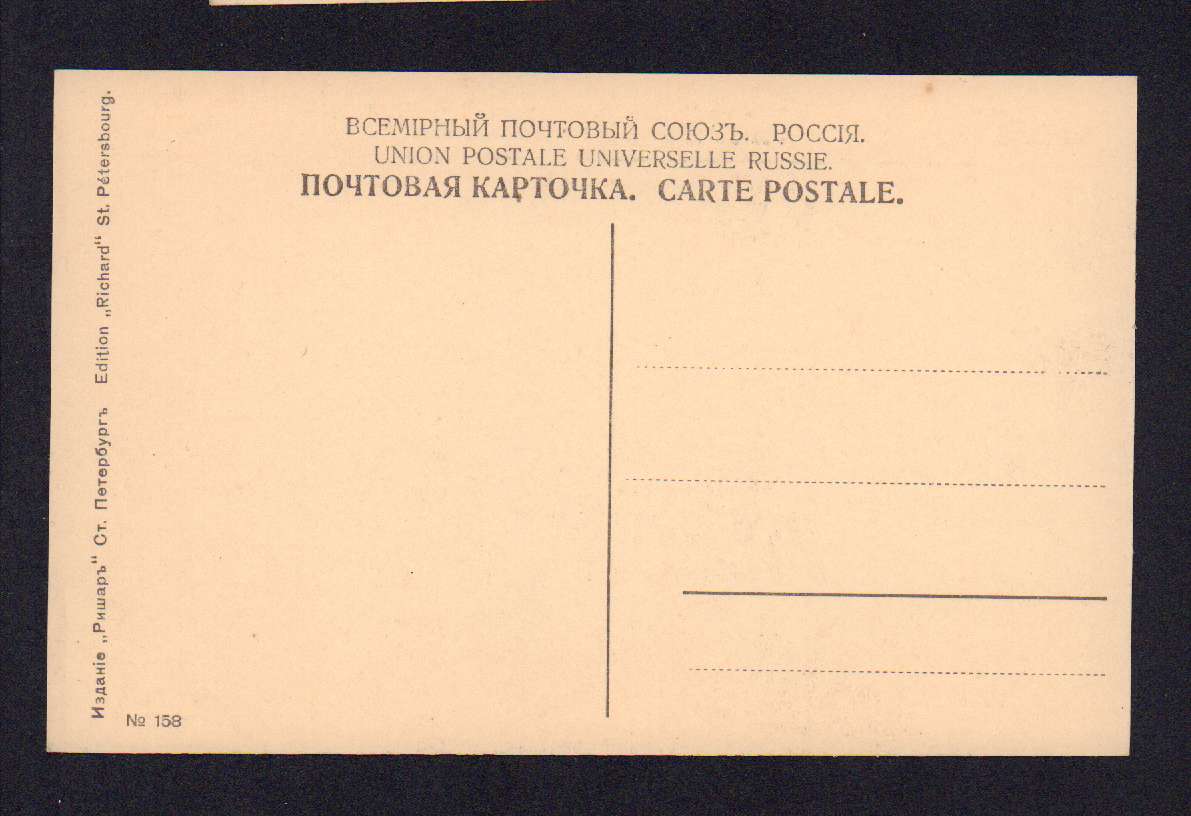 ВСЕМІРНЫЙ ПОЧТОВЫЙ СОЮЗЪ. РОССІЯ.
UNION POSTALE UNIVERSELLE RUSSIE.
ПОЧТОВАЯ КАРТОЧКА. CARTE POSTALE.
Изданіе „Ришаръ“ Ст. Петербургъ Edition „Richard“ St. Pétersbourg.
№ 158